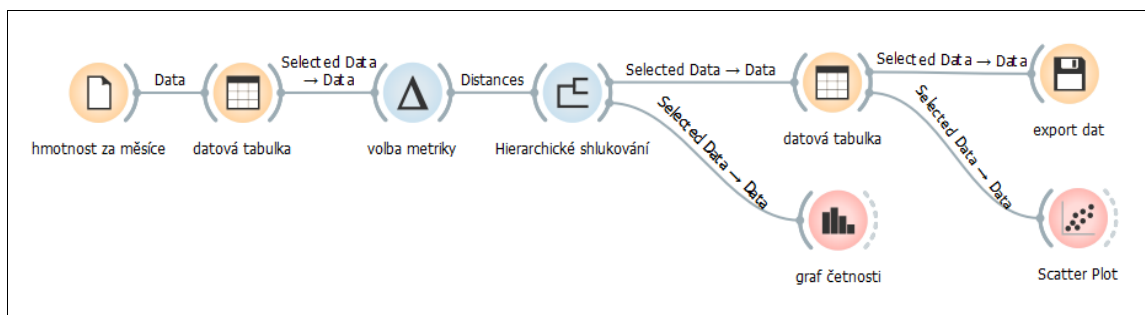 Data
Selected Data
→ Data
Distances
Selected Data → Data
Selected Data → Data
Selected Data → Data
Selected Data → Data
hmotnost za měsíce
datová tabulka
volba metriky
Hierarchické shlukování
datová tabulka
export dat
graf četnosti
Scatter Plot